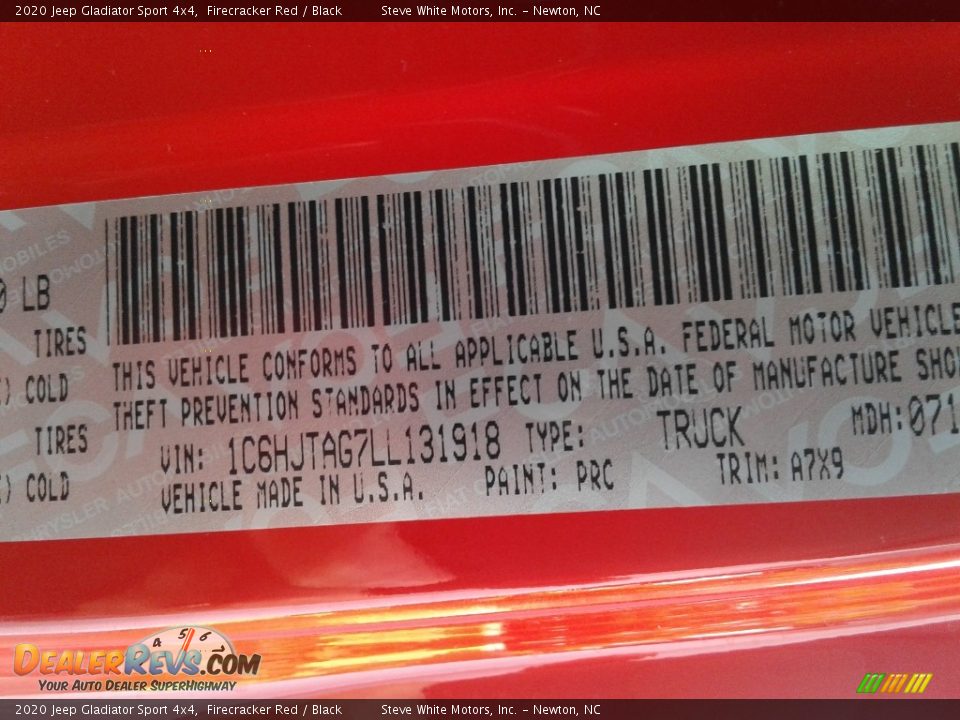 2020 Jeep Gladiator Sport 4x4, Firecracker Red / Black Steve White Motors, Inc. - Newton, NC
LB
TIRES
COLD
TIRES
COLD
THIS VEHICLE CONFORMS TO ALL APPLICABLE U.S.A. FEDERAL MOTOR VEHICLE
THEFT PREVENTION STANDARDS IN EFFECT ON THE DATE OF MANUFACTURE SHO
VIN: 1C6HJTAG7LL131918 TYPE: TRUCK MDH: 071
VEHICLE MADE IN U.S.A. PAINT: PRC TRIM: A7X9
4 5 6
DEALERREVS.COM
YOUR AUTO DEALER SUPERHIGHWAY
2020 Jeep Gladiator Sport 4x4, Firecracker Red / Black Steve White Motors, Inc. - Newton, NC